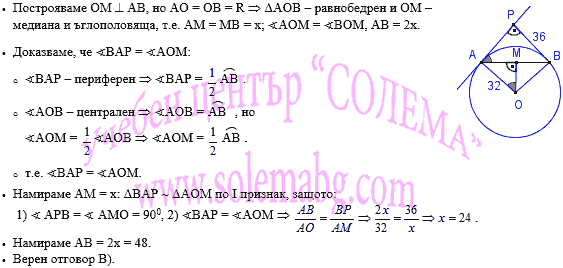 • Построяваме OM ⊥ AB, но AO = OB = R ⇒ ΔAOB – равнобедрен и OM –
медиана и ъглополовяща, т.е. AM = MB = x; ∢AOM = ∢BOM, AB = 2x.
• Доказваме, че ∢BAP = ∢AOM:
○ ∢BAP – периферен ⇒ ∢BAP = 1/2 A͡B.
○ ∢AOB – централен ⇒ ∢AOB = A͡B , но
∢AOM = 1/2 ∢AOB ⇒ ∢AOM = 1/2 A͡B.
○ т.е. ∢BAP = ∢AOM.
• Намираме AM = x: ΔBAP ~ ΔAOM по I признак, защото:
1) ∢ APB = ∢ AMO = 90⁰, 2) ∢BAP = ∢AOM ⇒ AB/AO = BP/AM ⇒ 2x/32 = 36/x ⇒ x = 24 .
• Намираме AB = 2x = 48.
• Верен отговор В).
P
36
A
M
B
32
O
Учебен център "СОЛЕМА"
www.solemabg.com